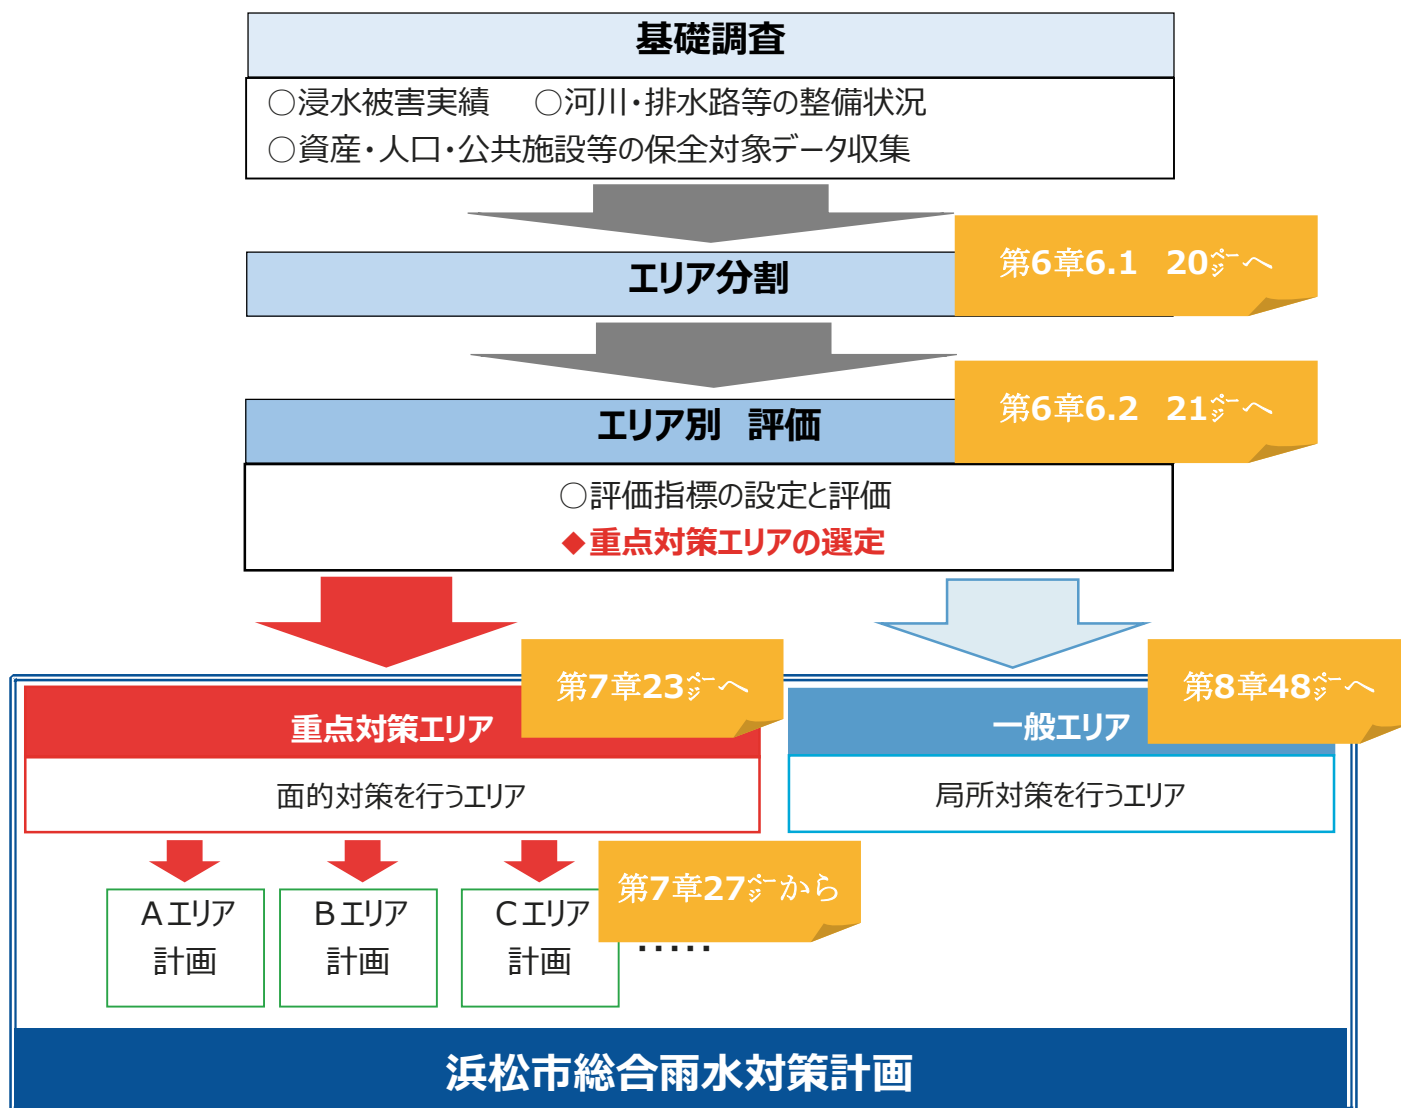 基礎調査
○浸水被害実績　○河川・排水路等の整備状況
○資産・人口・公共施設等の保全対象データ収集
エリア分割
第6章6.1　20㌻へ
エリア別　評価
第6章6.2　21㌻へ
○評価指標の設定と評価
◆重点対策エリアの選定
重点対策エリア
第7章23㌻へ
面的対策を行うエリア
一般エリア
第8章48㌻へ
局所対策を行うエリア
Aエリア
計画
Bエリア
計画
Cエリア
計画
第7章27㌻から
・・・・・
浜松市総合雨水対策計画